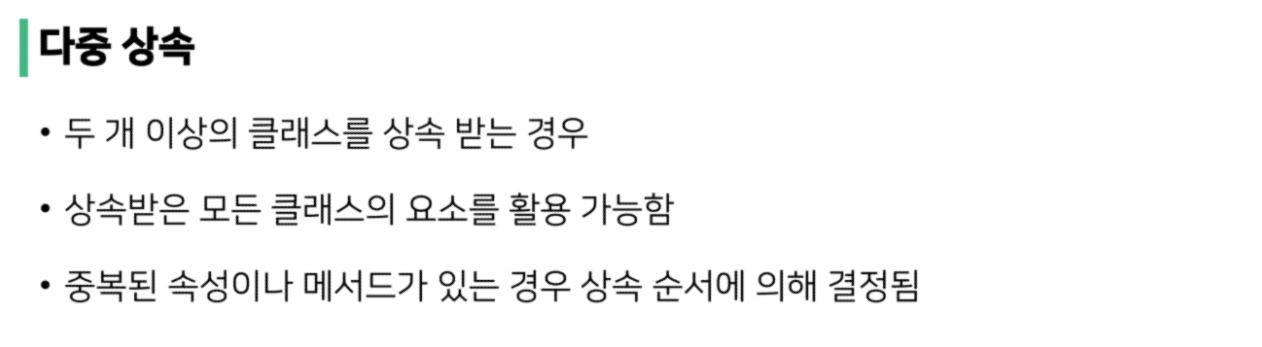 다중 상속
• 두 개 이상의 클래스를 상속 받는 경우
• 상속받은 모든 클래스의 요소를 활용 가능함
• 중복된 속성이나 메서드가 있는 경우 상속 순서에 의해 결정됨